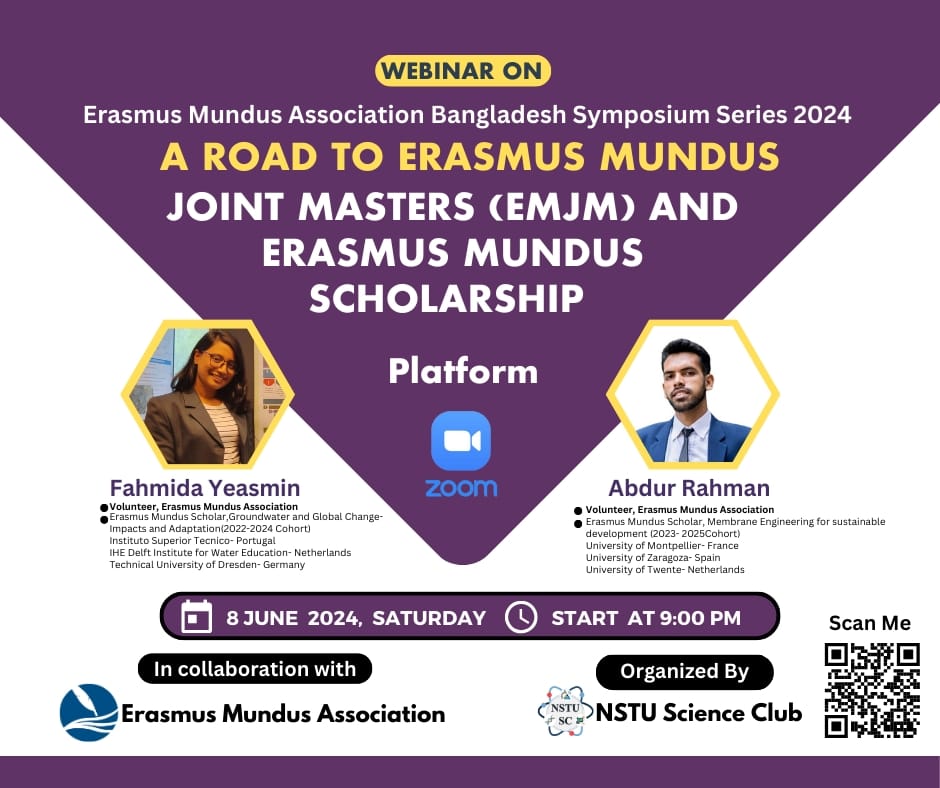 WEBINAR ON
Erasmus Mundus Association Bangladesh Symposium Series 2024
A ROAD TO ERASMUS MUNDUS
JOINT MASTERS (EMJM) AND
ERASMUS MUNDUS
SCHOLARSHIP
Platform
zoom
Fahmida Yeasmin
Volunteer, Erasmus Mundus Association
Erasmus Mundus Scholar,Groundwater and Global Change-
Impacts and Adaptation(2022-2024 Cohort)
Instituto Superior Tecnico- Portugal
IHE Delft Institute for Water Education- Netherlands
Technical University of Dresden- Germany
Abdur Rahman
Volunteer, Erasmus Mundus Association
Erasmus Mundus Scholar, Membrane Engineering for sustainable
development (2023- 2025Cohort)
University of Montpellier- France
University of Zaragoza- Spain
University of Twente- Netherlands
8 JUNE 2024, SATURDAY
START AT 9:00 PM
Scan Me
In collaboration with
Erasmus Mundus Association
Organized By
NSTU
SC
NSTU Science Club